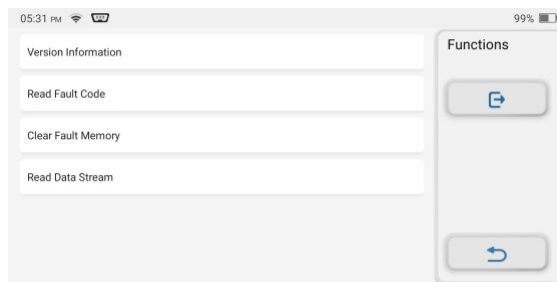 05:31 PM 99%
Functions
Version Information
Read Fault Code
Clear Fault Memory
Read Data Stream